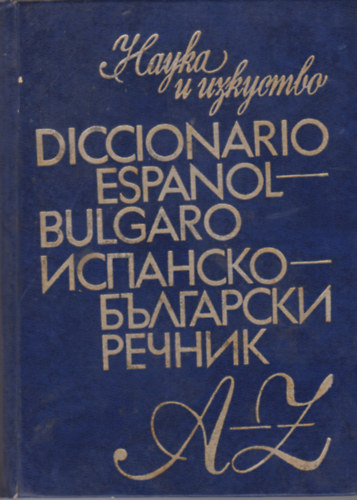 Наука
и изкуство
DICCIONARIO
ESPANOL—
BULGARO
ИСПАНСКО—
БЪЛГАРСКИ
РЕЧНИК
A—Z